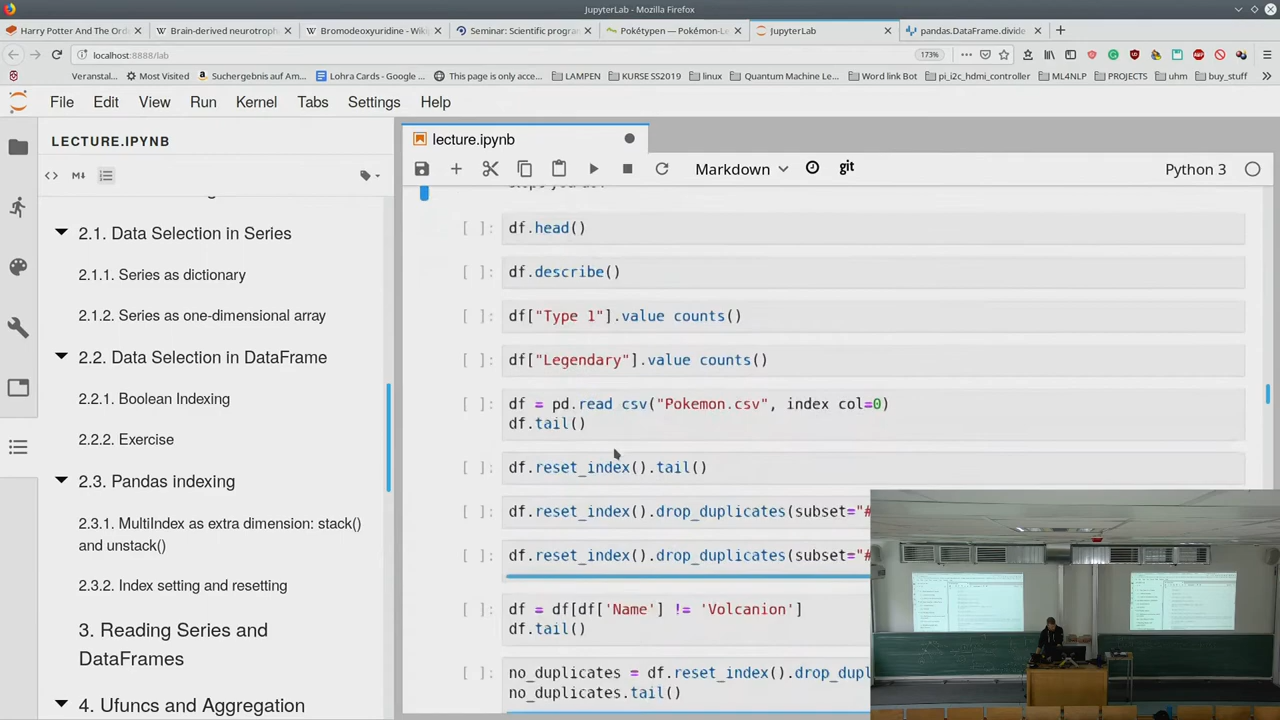 JupyterLab - Mozilla Firefox
Harry Potter And The Ord
Brain-derived neurotroph
Bromodeoxyuridine - Wiki
Seminar: Scientific program
Pokétypen — Pokémon-L
JupyterLab
pandas.DataFrame.divide
localhost:8888/lab
173%
Veranstal...
Most Visited
Suchergebnis auf Am...
Lohra Cards - Google ...
This page is only acce...
LAMPEN
KURSE SS2019
linux
Quantum Machine Le...
Word link Bot
pi_i2c_hdmi_controller
ML4NLP
PROJECTS
uhm
buy_stuff
File Edit View Run Kernel Tabs Settings Help
LECTURE.IPYNB
2.1. Data Selection in Series
2.1.1. Series as dictionary
2.1.2. Series as one-dimensional array
2.2. Data Selection in DataFrame
2.2.1. Boolean Indexing
2.2.2. Exercise
2.3. Pandas indexing
2.3.1. MultiIndex as extra dimension: stack()
and unstack()
2.3.2. Index setting and resetting
3. Reading Series and
DataFrames
4. Ufuncs and Aggregation
lecture.ipynb
Markdown
git
Python 3
[ ]: df.head()
[ ]: df.describe()
[ ]: df["Type 1"].value counts()
[ ]: df["Legendary"].value counts()
[ ]: df = pd.read csv("Pokemon.csv", index col=0)
df.tail()
[ ]: df.reset_index().tail()
[ ]: df.reset_index().drop_duplicates(subset="#
[ ]: df.reset_index().drop_duplicates(subset="#
[ ]: df = df[df['Name'] != 'Volcanion']
df.tail()
[ ]: no_duplicates = df.reset_index().drop_dupl
no_duplicates.tail()